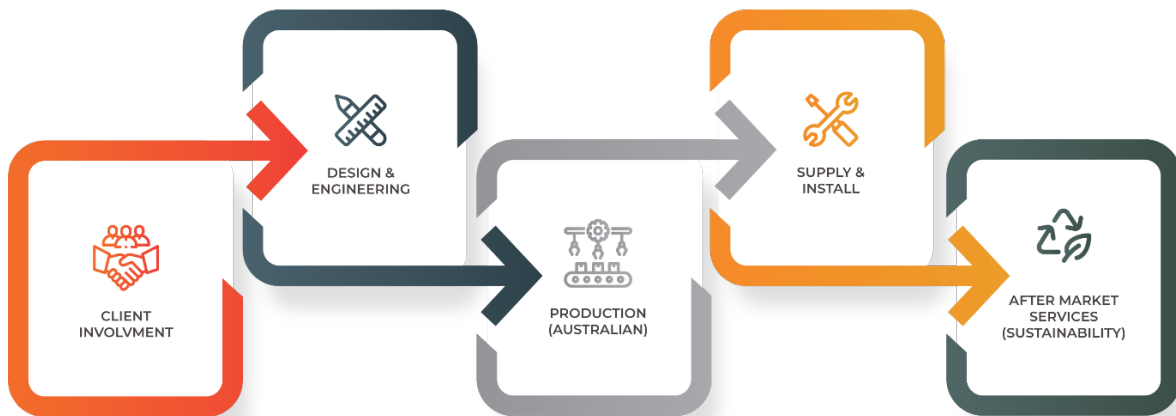 CLIENT
INVOLVMENT
DESIGN &
ENGINEERING
PRODUCTION
(AUSTRALIAN)
SUPPLY &
INSTALL
AFTER MARKET
SERVICES
(SUSTAINABILITY)